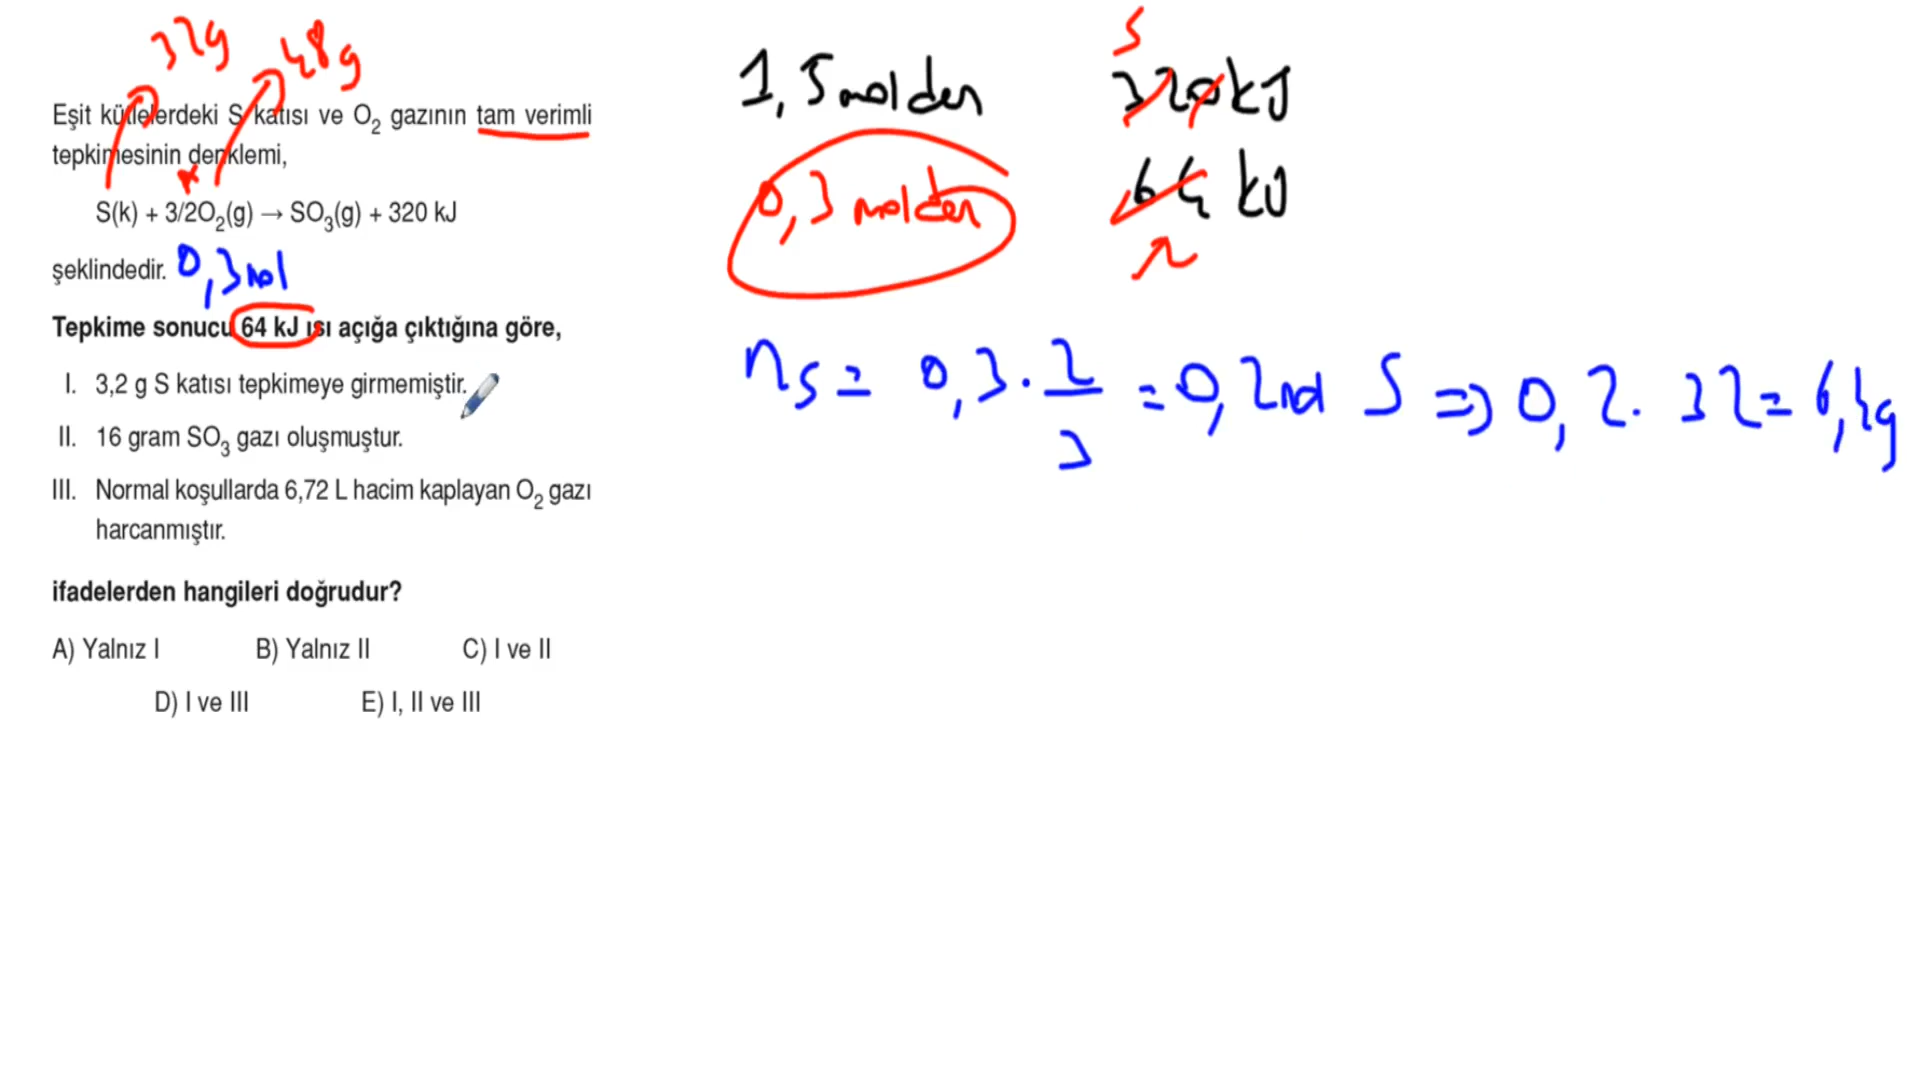 32g 48g
Eşit kütlelerdeki S katısı ve O₂ gazının tam verimli
tepkimesinin denklemi,
S(k) + 3/2O₂(g) → SO₃(g) + 320 kJ
şeklindedir. 0,3mol
Tepkime sonucu 64 kJ ısı açığa çıktığına göre,
I. 3,2 g S katısı tepkimeye girmemiştir.
II. 16 gram SO₃ gazı oluşmuştur.
III. Normal koşullarda 6,72 L hacim kaplayan O₂ gazı
harcanmıştır.
ifadelerden hangileri doğrudur?
A) Yalnız I B) Yalnız II C) I ve II
D) I ve III E) I, II ve III
5
1,5 molden 320 kJ
0,3 molden 64 kJ
nS = 0,3 . 2/3 = 0,2 mol S ⇒ 0,2 . 32 = 6,4g